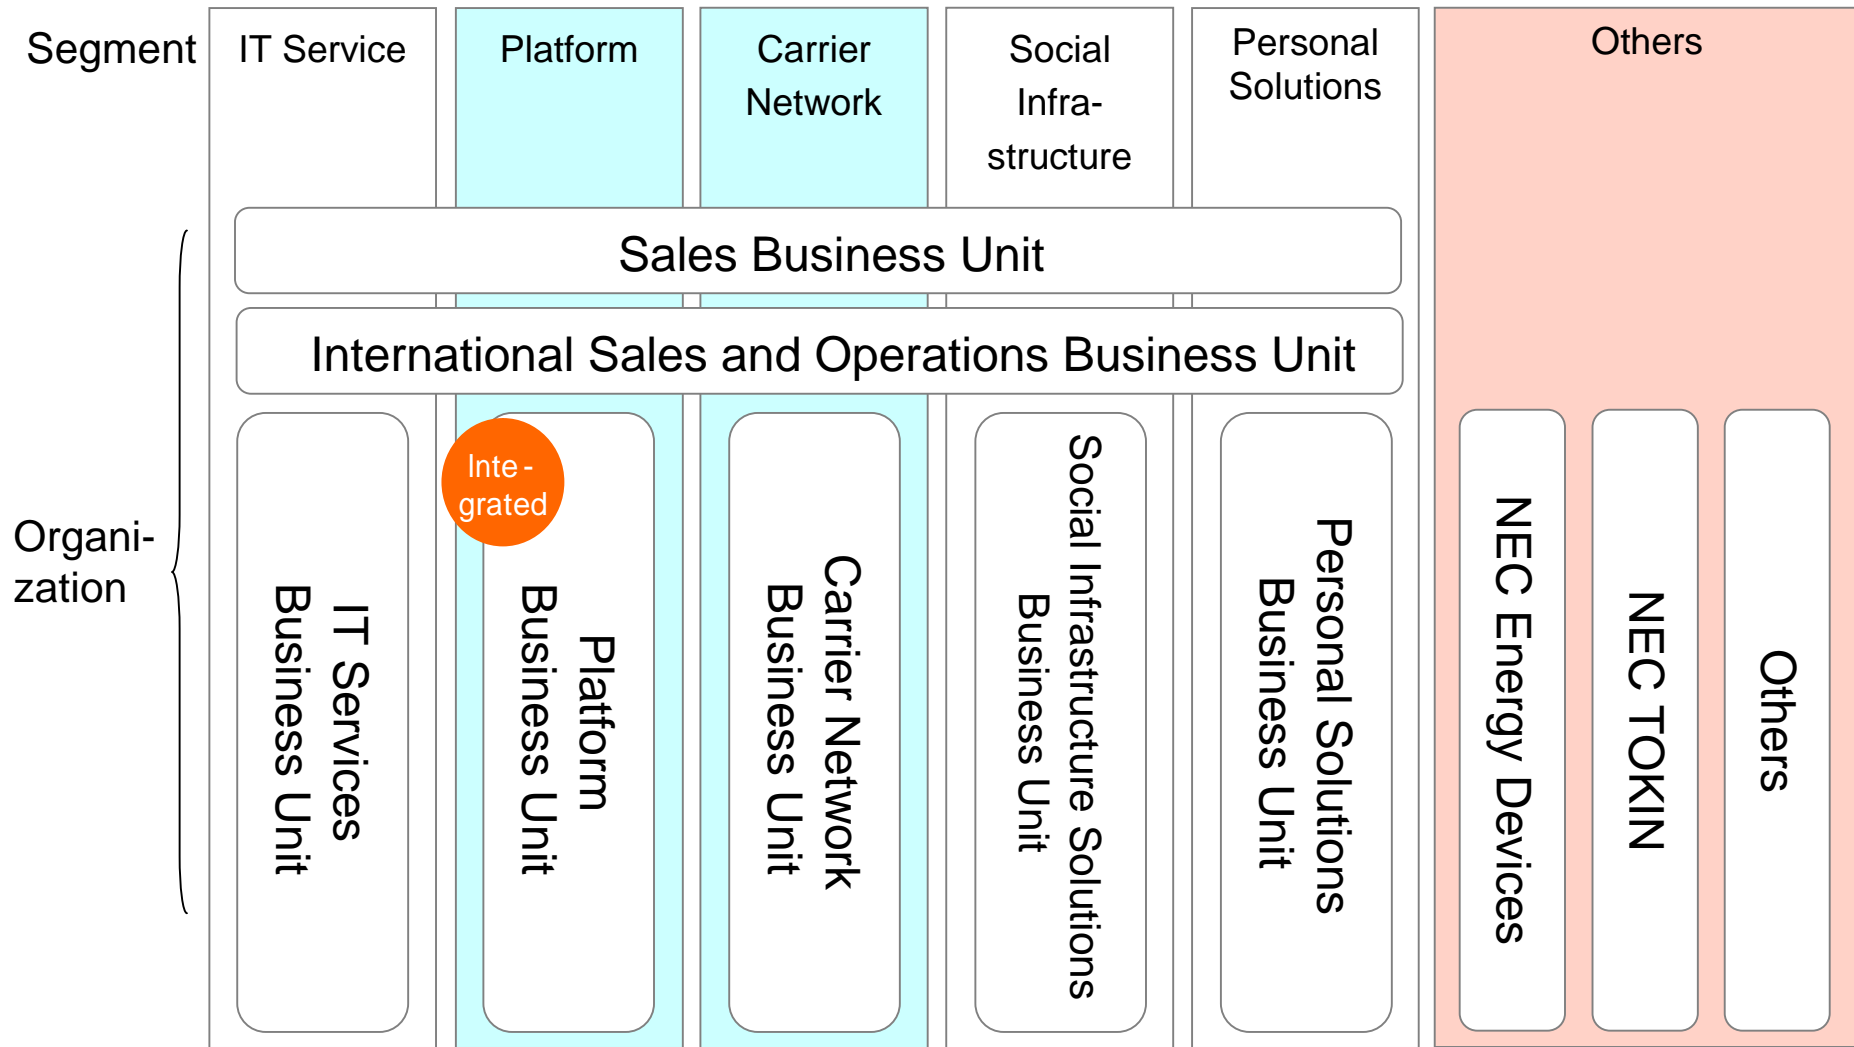 Segment
IT Service
Platform
Carrier
Network
Social
Infra-
structure
Personal
Solutions
Others
Sales Business Unit
International Sales and Operations Business Unit
Organi-
zation
IT Services
Business Unit
Inte-
grated
Platform
Business Unit
Carrier Network
Business Unit
Social Infrastructure Solutions
Business Unit
Personal Solutions
Business Unit
NEC Energy Devices
NEC TOKIN
Others